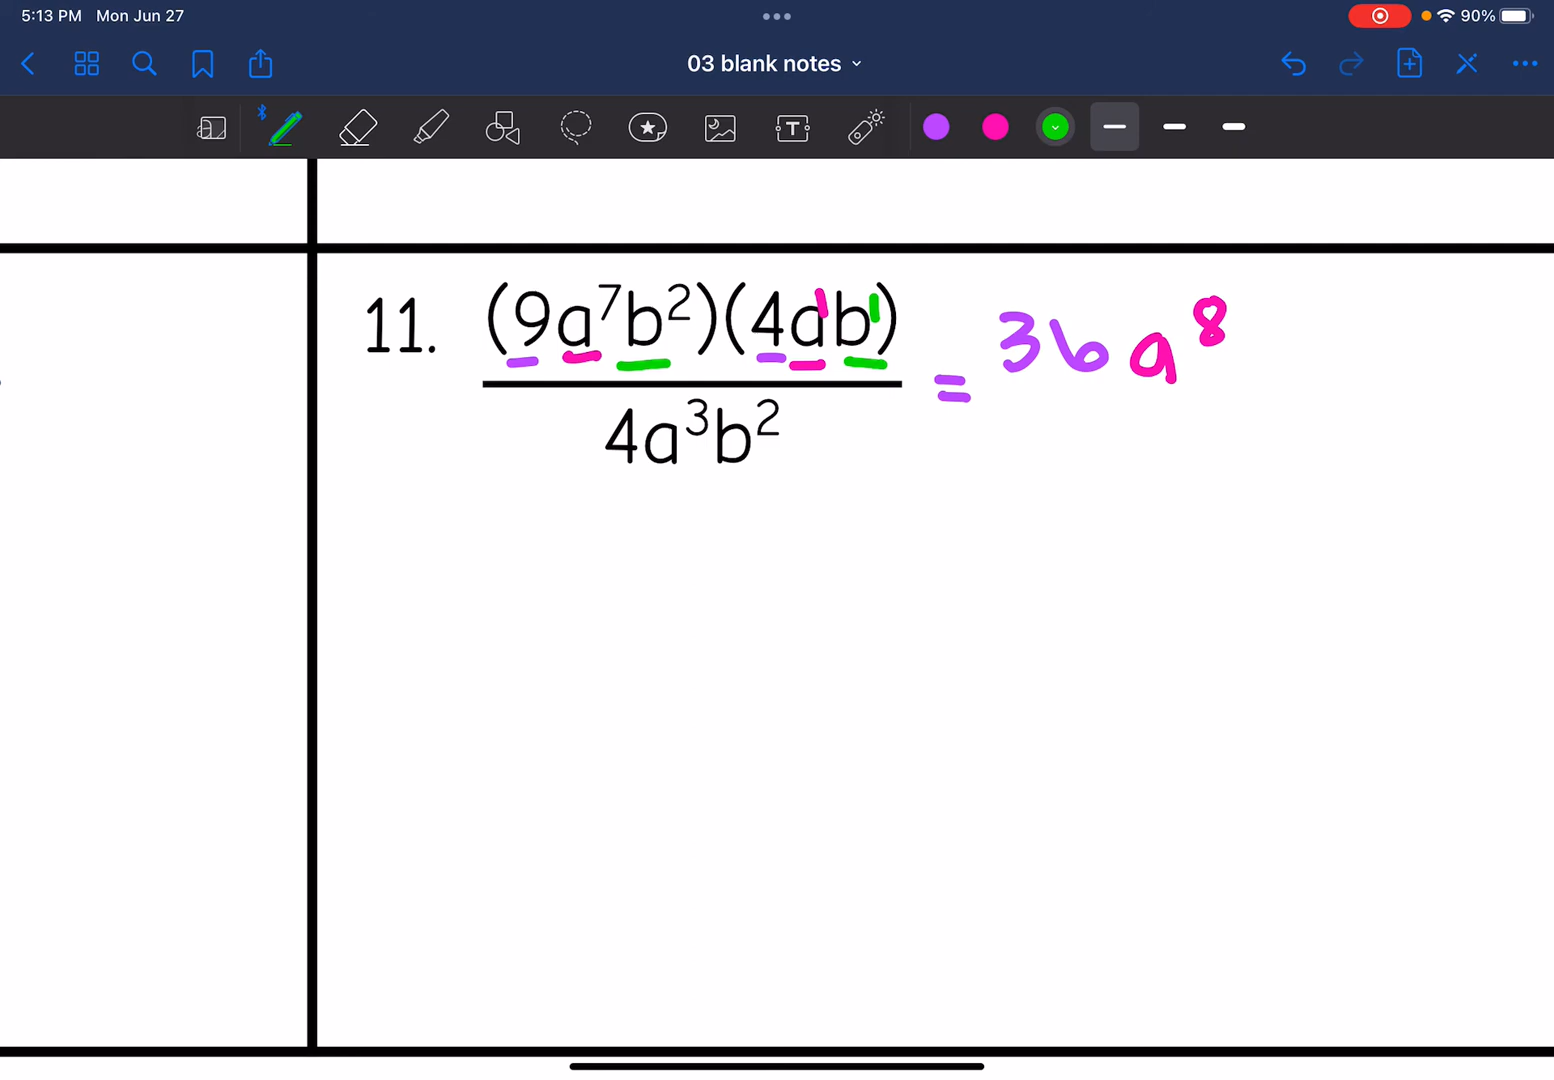 5:13 PM Mon Jun 27
90%
03 blank notes
T
11. (9a⁷b²)(4a¹b¹)
= 36a⁸
4a³b²